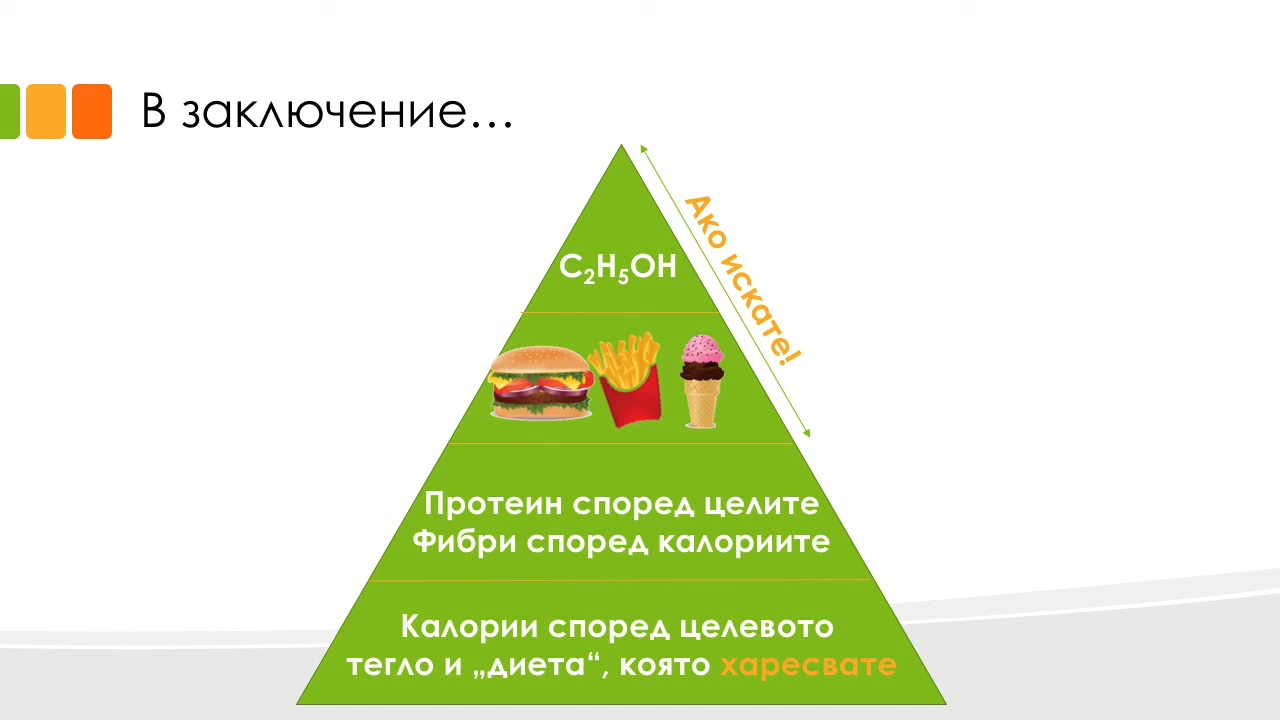 В заключение...
C₂H₅OH
Ако искате!
Протеин според целите
Фибри според калориите
Калории според целевото
тегло и „диета“, която харесвате